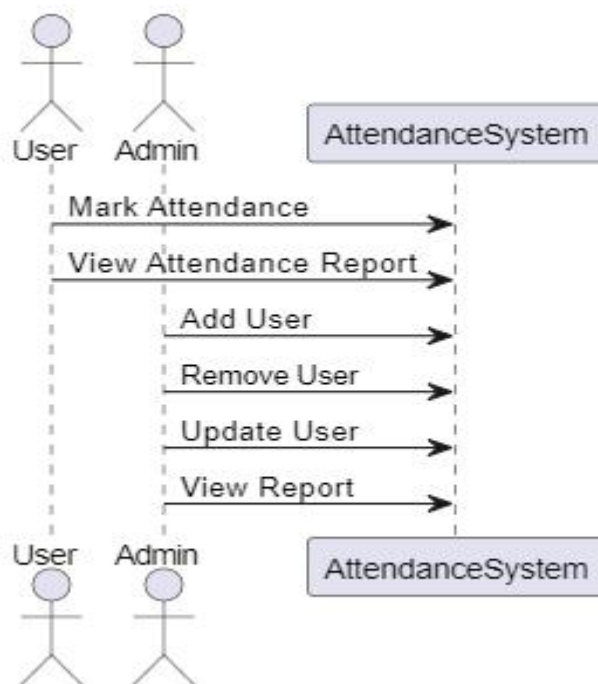 User Admin AttendanceSystem
Mark Attendance
View Attendance Report
Add User
Remove User
Update User
View Report
User Admin AttendanceSystem